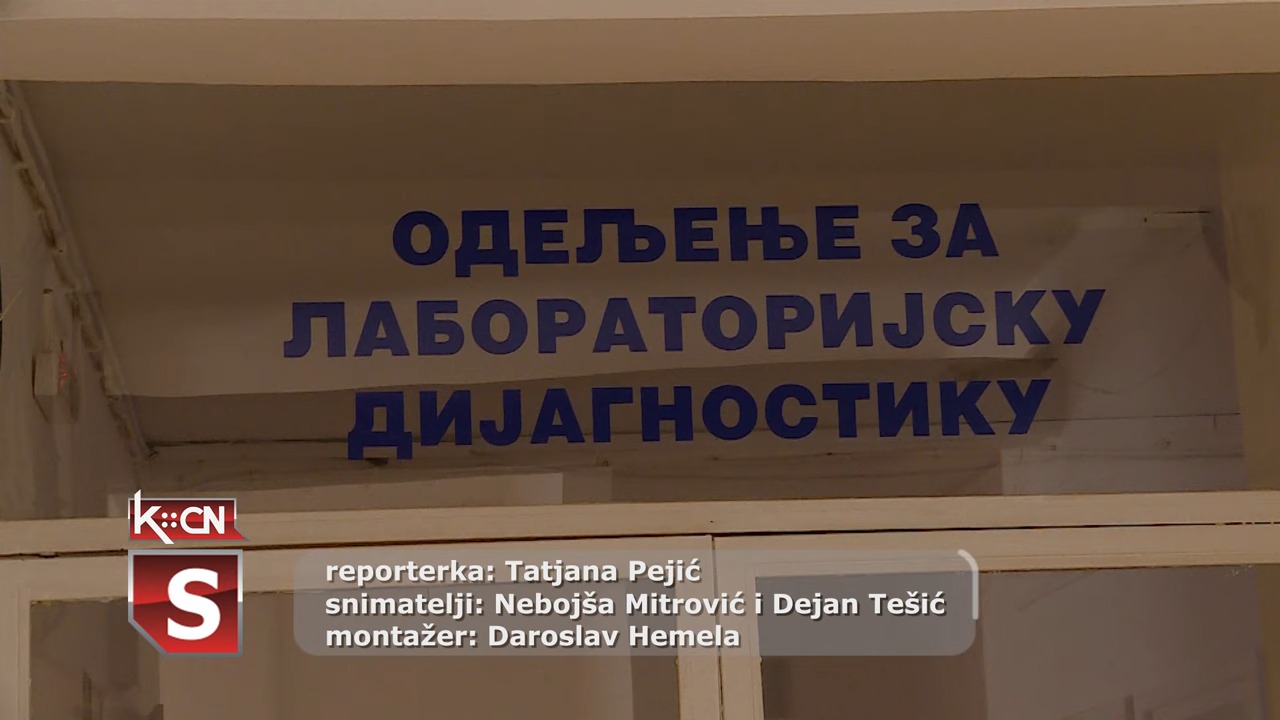 ОДЕЉЕЊЕ ЗА
ЛАБОРАТОРИЈСКУ
ДИЈАГНОСТИКУ
K::CN
S
reporterka: Tatjana Pejić
snimatelji: Nebojša Mitrović i Dejan Tešić
montažer: Daroslav Hemela